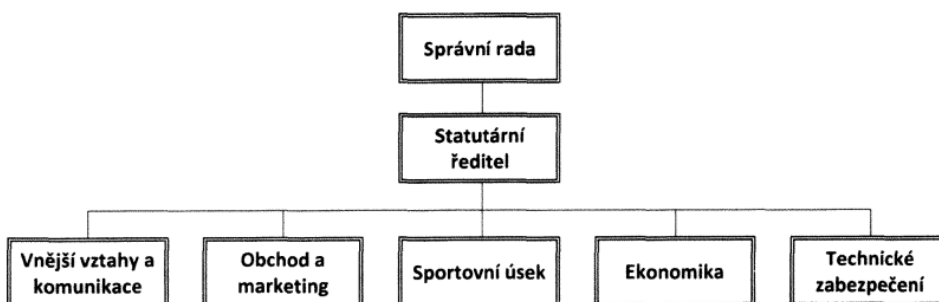 Správní rada
Statutární
ředitel
Vnější vztahy a
komunikace
Obchod a
marketing
Sportovní úsek
Ekonomika
Technické
zabezpečení